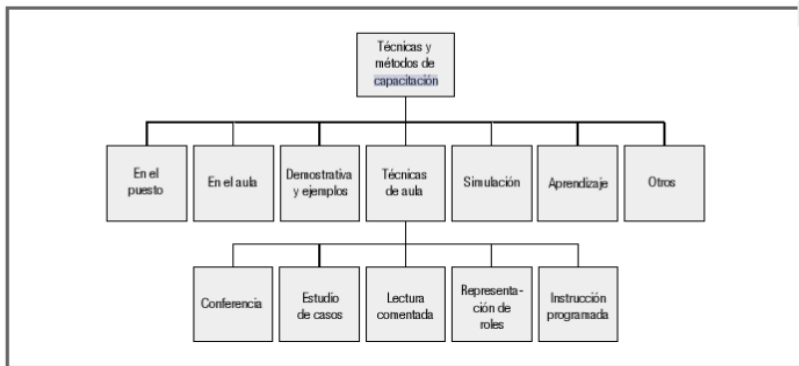 Técnicas y
métodos de
capacitación
En el
puesto
En el aula
Demostrativa
y ejemplos
Técnicas
de aula
Simulación
Aprendizaje
Otros
Conferencia
Estudio
de casos
Lectura
comentada
Representa-
ción de
roles
Instrucción
programada